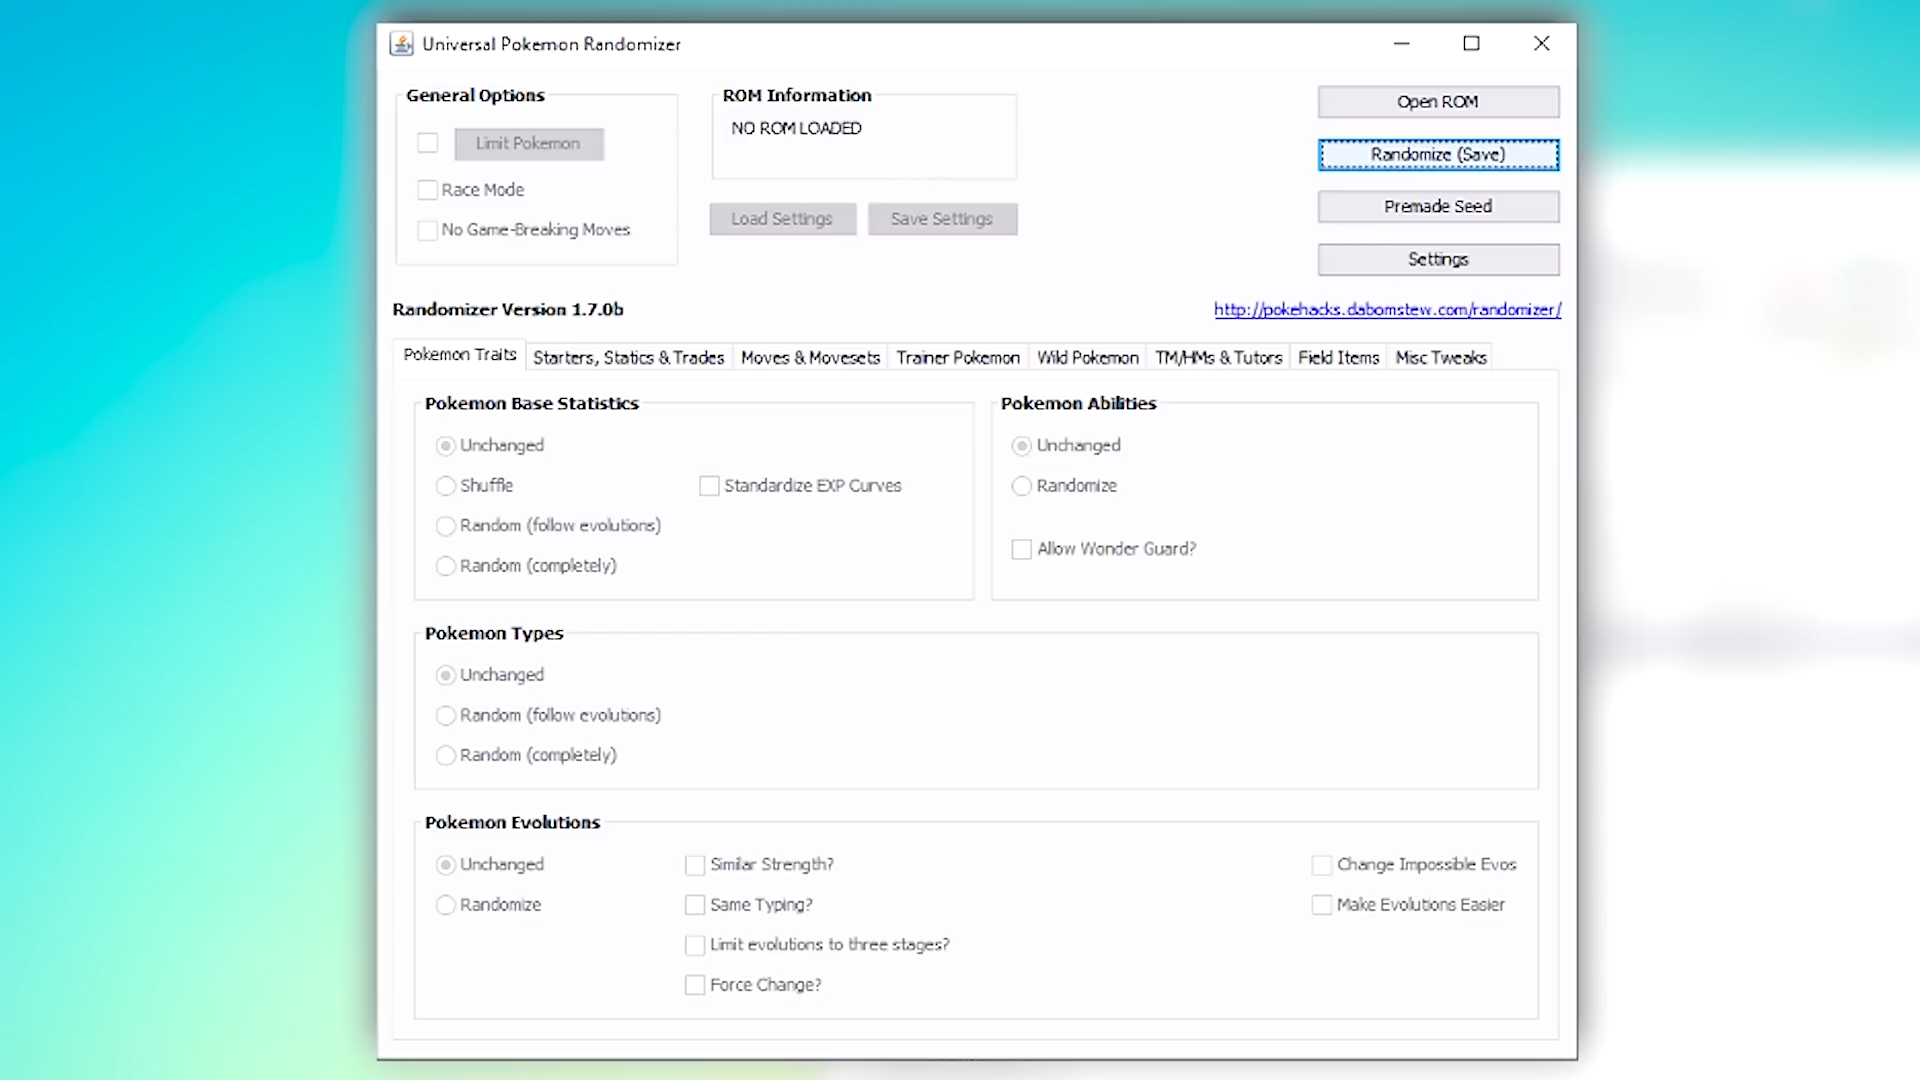 Universal Pokemon Randomizer
General Options
Limit Pokemon
Race Mode
No Game-Breaking Moves
ROM Information
NO ROM LOADED
Load Settings
Save Settings
Open ROM
Randomize (Save)
Premade Seed
Settings
Randomizer Version 1.7.0b
http://pokehacks.dabomstew.com/randomizer/
Pokemon Traits
Starters, Statics & Trades
Moves & Movesets
Trainer Pokemon
Wild Pokemon
TM/HMs & Tutors
Field Items
Misc Tweaks
Pokemon Base Statistics
Unchanged
Shuffle
Standardize EXP Curves
Random (follow evolutions)
Random (completely)
Pokemon Abilities
Unchanged
Randomize
Allow Wonder Guard?
Pokemon Types
Unchanged
Random (follow evolutions)
Random (completely)
Pokemon Evolutions
Unchanged
Randomize
Similar Strength?
Same Typing?
Limit evolutions to three stages?
Force Change?
Change Impossible Evos
Make Evolutions Easier